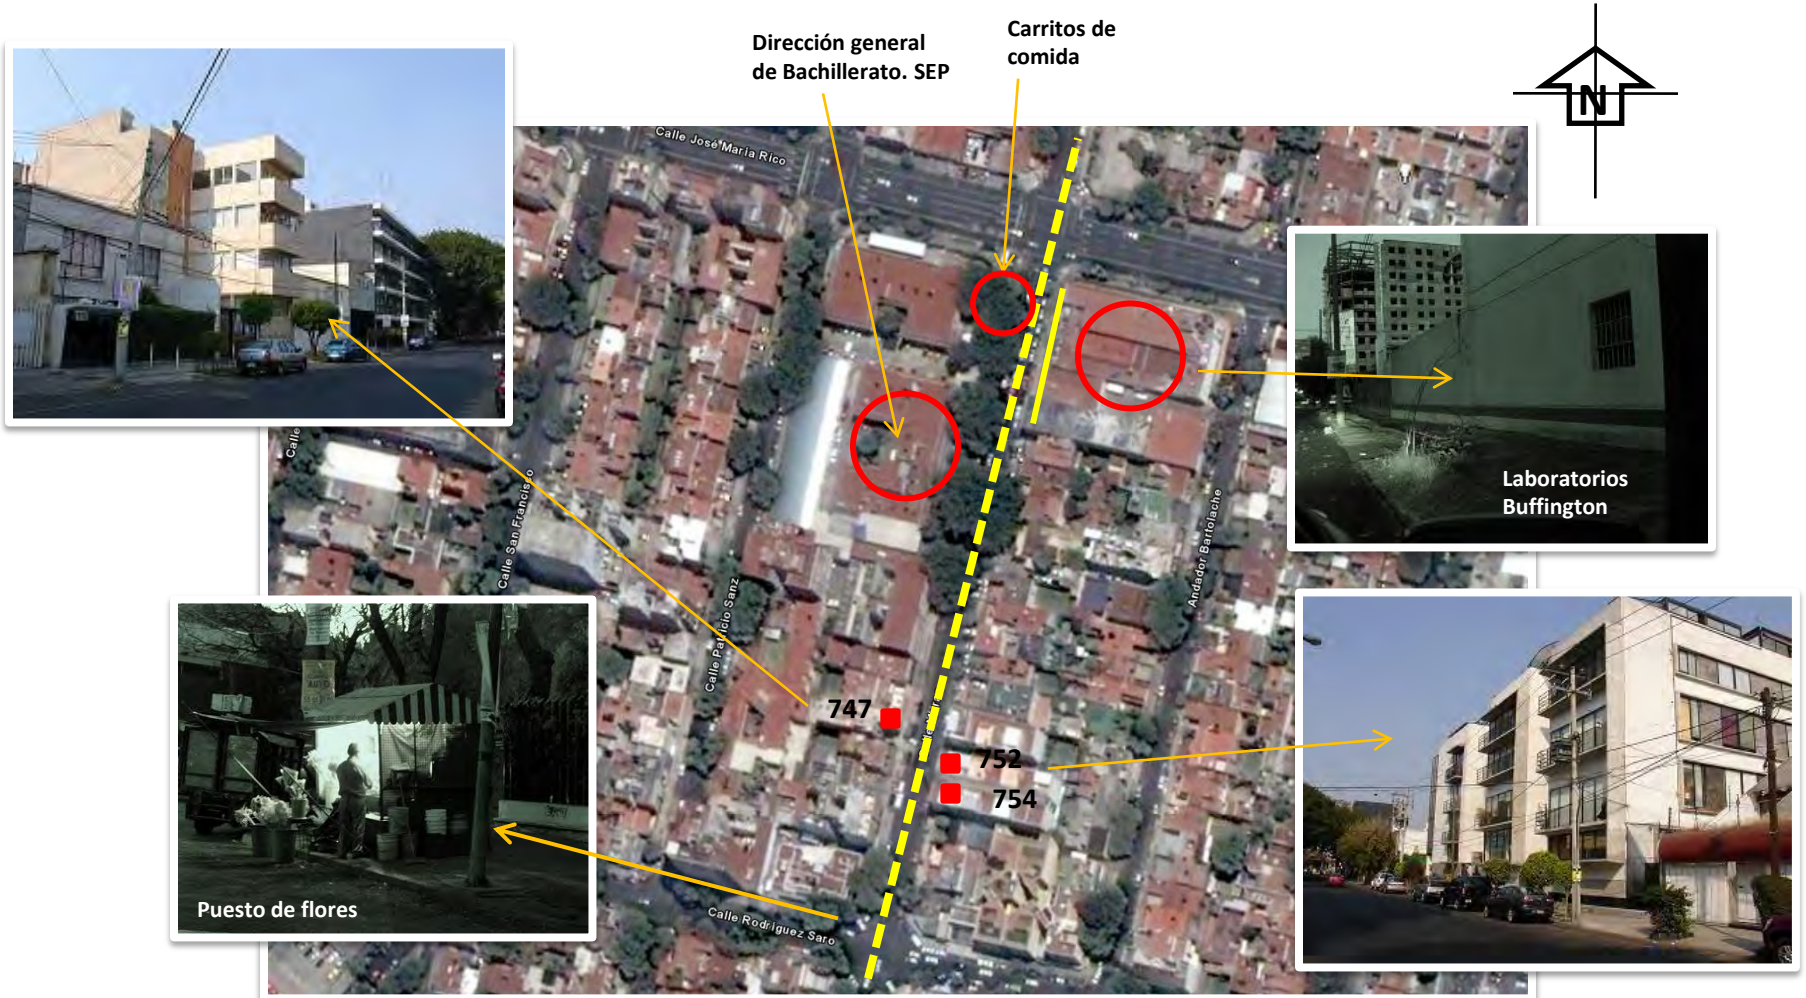 Dirección general
de Bachillerato. SEP
Carritos de
comida
N
Calle José María Rico
Calle
Calle San Francisco
Calle Patricio Sanz
Andador Bartolache
Laboratorios
Buffington
747
752
754
Puesto de flores
Calle Rodríguez Saro